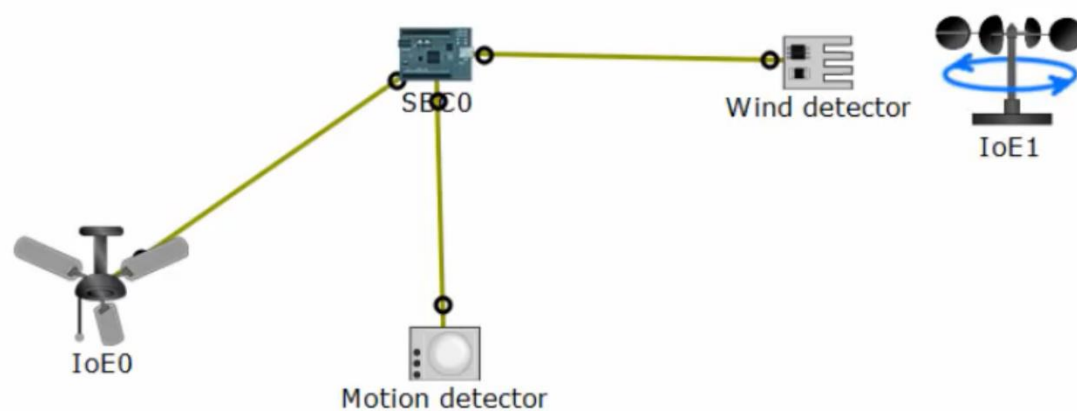 SBC0
Wind detector
IoE1
IoE0
Motion detector